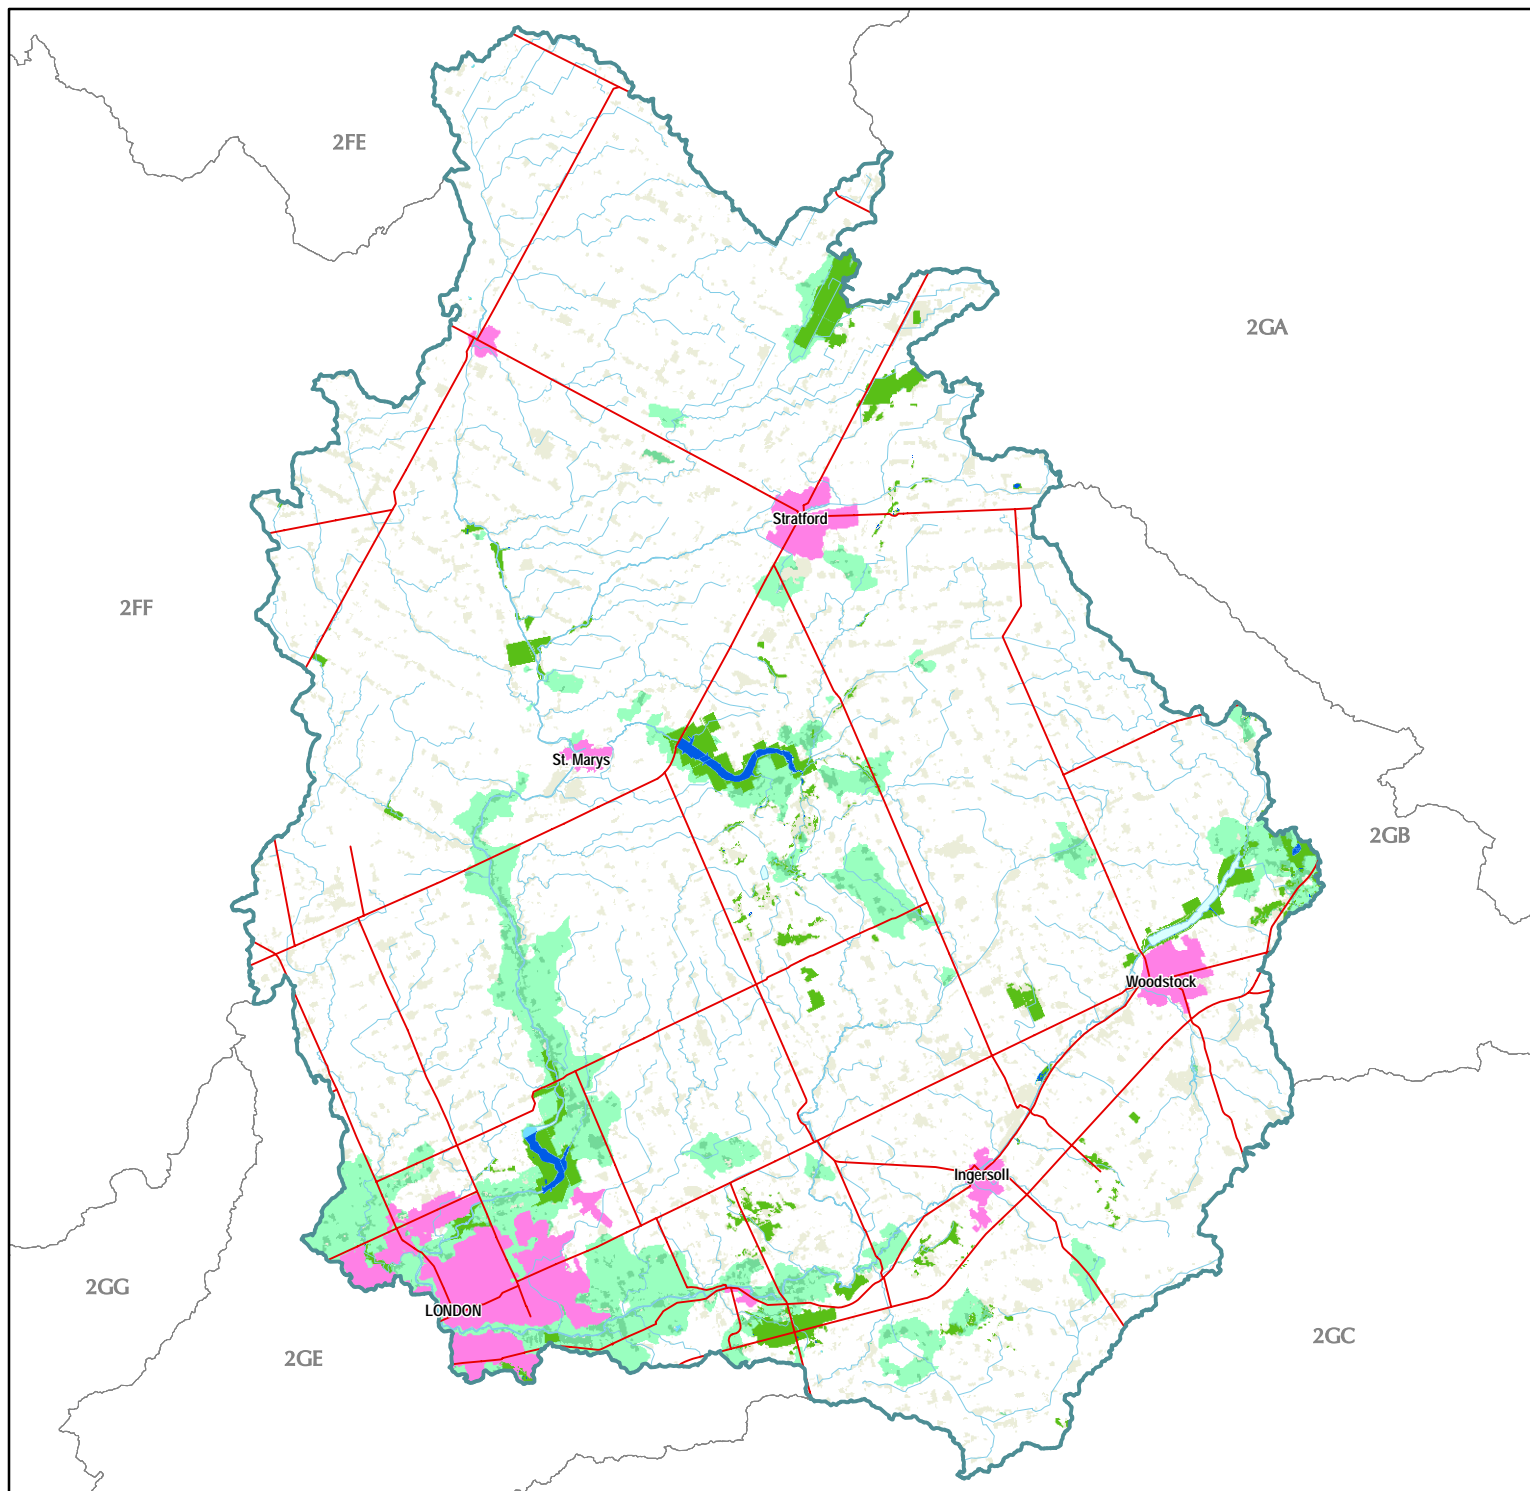 2FE
2GA
Stratford
2FF
St. Marys
2GB
Woodstock
Ingersoll
2GG
LONDON
2GC
2GE